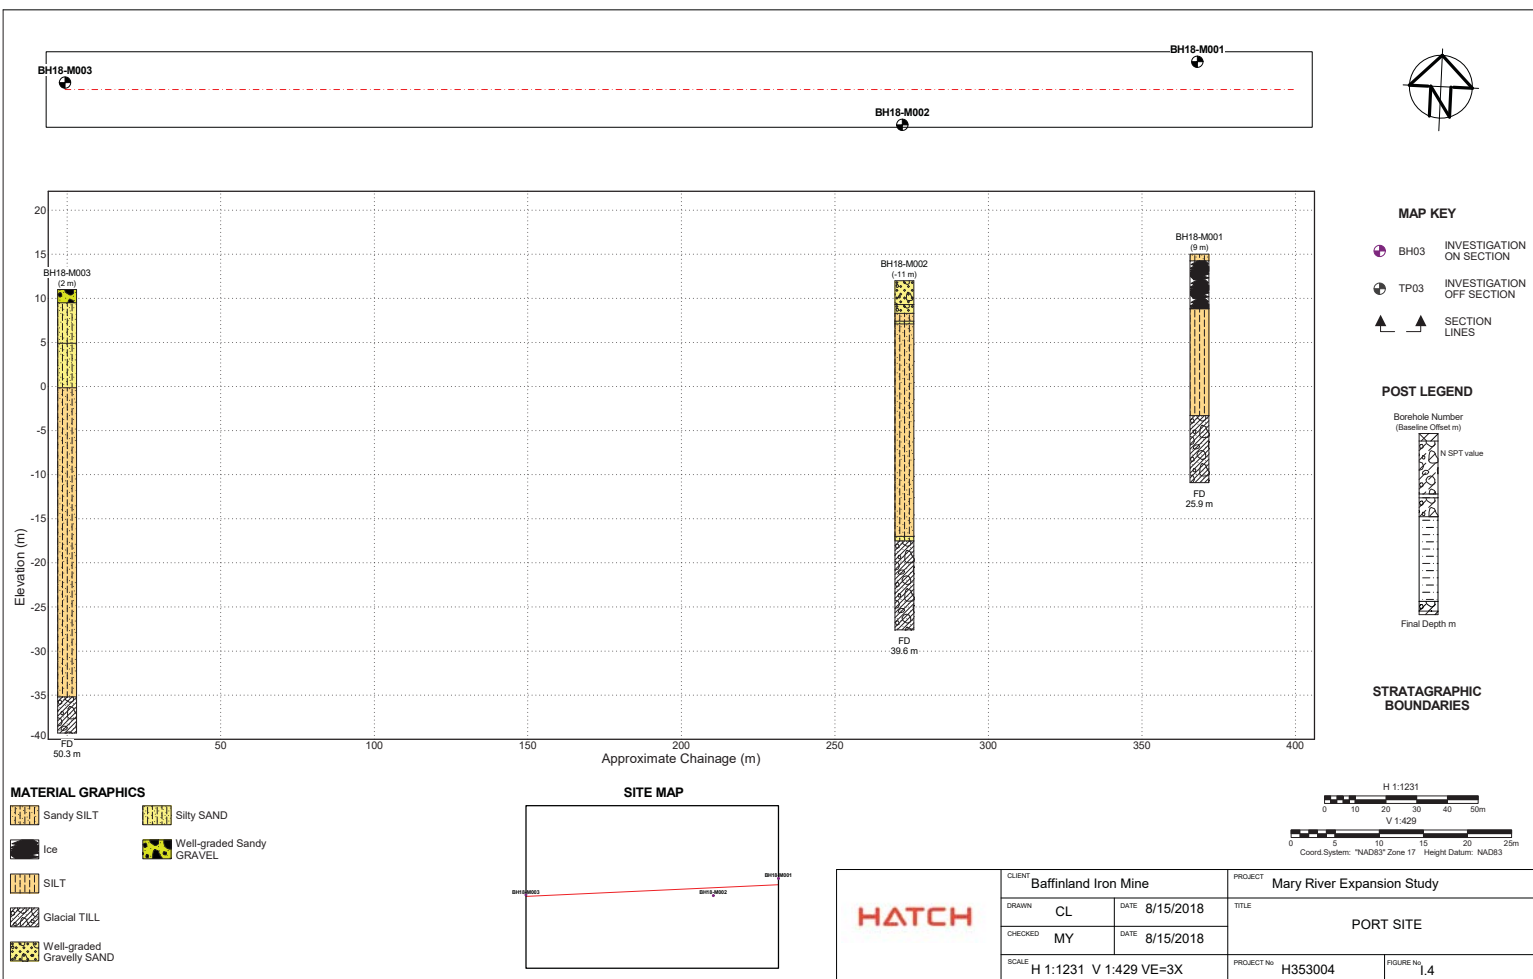 BH18-M001
BH18-M003
BH18-M002
N
20
15
10
5
0
-5
-10
-15
-20
-25
-30
-35
-40
Elevation (m)
BH18-M003
(2 m)
FD
50.3 m
BH18-M002
(-11 m)
FD
39.6 m
BH18-M001
(9 m)
FD
25.9 m
50
100
150
200
250
300
350
400
Approximate Chainage (m)
MAP KEY
BH03 INVESTIGATION
ON SECTION
TP03 INVESTIGATION
OFF SECTION
SECTION
LINES
POST LEGEND
Borehole Number
(Baseline Offset m)
N SPT value
Final Depth m
STRATAGRAPHIC
BOUNDARIES
MATERIAL GRAPHICS
Sandy SILT
Silty SAND
Ice
Well-graded Sandy
GRAVEL
SILT
Glacial TILL
Well-graded
Gravelly SAND
SITE MAP
BH18-M003
BH18-M002
BH18-M001
H 1:1231
0 10 20 30 40 50m
V 1:429
0 5 10 15 20 25m
Coord.System: "NAD83" Zone 17 Height Datum: NAD83
HATCH
CLIENT Baffinland Iron Mine
PROJECT Mary River Expansion Study
DRAWN CL
DATE 8/15/2018
TITLE
PORT SITE
CHECKED MY
DATE 8/15/2018
SCALE H 1:1231 V 1:429 VE=3X
PROJECT No H353004
FIGURE No I.4